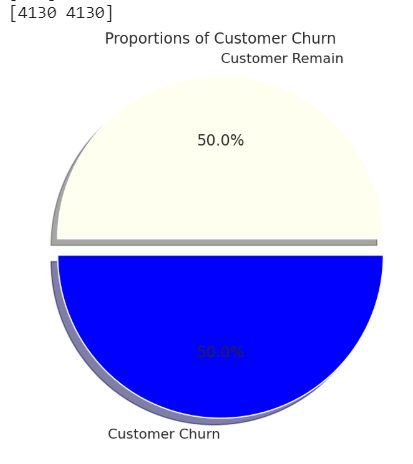 [4130 4130]
Proportions of Customer Churn
Customer Remain
50.0%
50.0%
Customer Churn